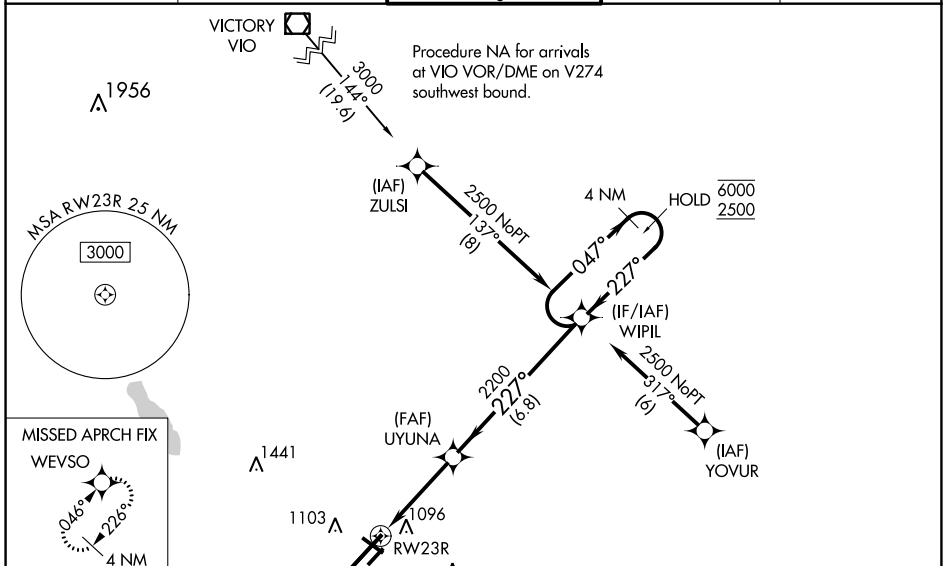 VICTORY
VIO
Procedure NA for arrivals
at VIO VOR/DME on V274
southwest bound.
3000
144°
(19.6)
1956
(IAF)
ZULSI
2500 NoPT
137°
(8)
4 NM
HOLD
6000
2500
047°
227°
MSA RW23R 25 NM
3000
(IF/IAF)
WIPIL
2500 NoPT
317°
(6)
2200
227°
(6.8)
(FAF)
UYUNA
(IAF)
YOVUR
MISSED APRCH FIX
WEVSO
046°
226°
4 NM
1441
1103
1096
RW23R